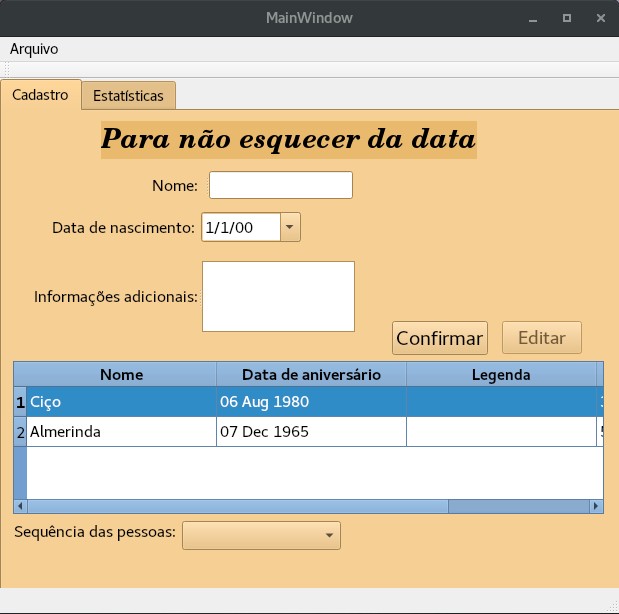 MainWindow
Arquivo
Cadastro Estatísticas
Para não esquecer da data
Nome:
Data de nascimento: 1/1/00
Informações adicionais:
Confirmar Editar
Nome Data de aniversário Legenda
1 Ciço 06 Aug 1980
2 Almerinda 07 Dec 1965
Sequência das pessoas: